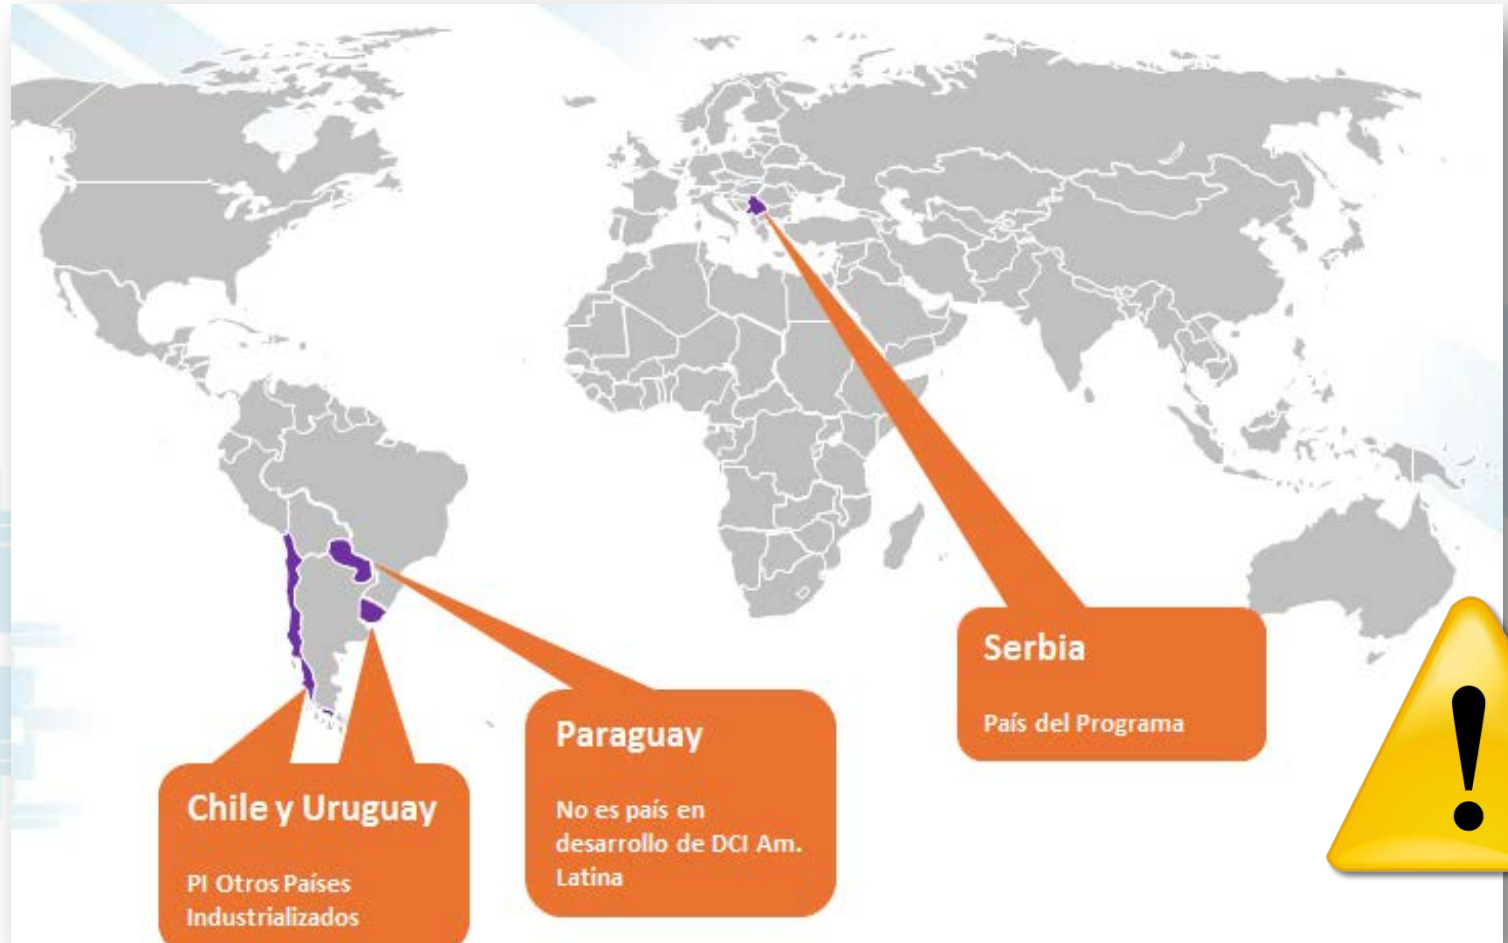 Serbia
País del Programa
Paraguay
No es país en
desarrollo de DCI Am.
Latina
Chile y Uruguay
PI Otros Países
Industrializados
!